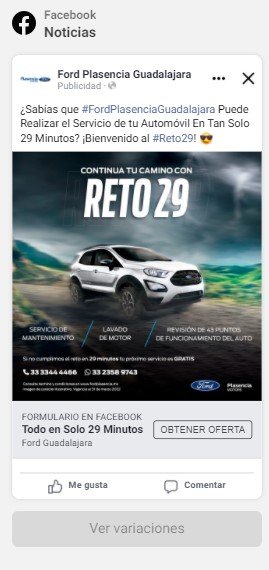 Facebook
Noticias
Ford Plasencia Guadalajara
Publicidad ·
¿Sabías que #FordPlasenciaGuadalajara Puede
Realizar el Servicio de tu Automóvil En Tan Solo
29 Minutos? ¡Bienvenido al #Reto29! 😎
CONTINUA TU CAMINO CON
RETO 29
SERVICIO DE
MANTENIMIENTO
LAVADO
DE MOTOR
REVISIÓN DE 43 PUNTOS
DE FUNCIONAMIENTO DEL AUTO
Si no cumplimos el reto en 29 minutos tu próximo servicio es GRATIS
33 3344 4466 33 2358 9743
Ford Plasencia
MOTORS
FORMULARIO EN FACEBOOK
Todo en Solo 29 Minutos
Ford Guadalajara
OBTENER OFERTA
Me gusta
Comentar
Ver variaciones